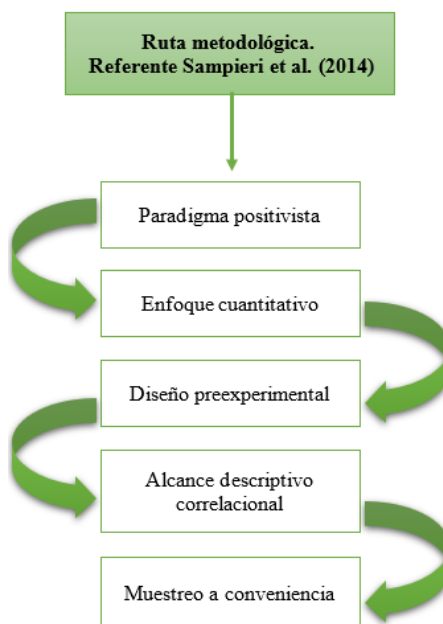 Ruta metodológica.
Referente Sampieri et al. (2014)
Paradigma positivista
Enfoque cuantitativo
Diseño preexperimental
Alcance descriptivo
correlacional
Muestreo a conveniencia